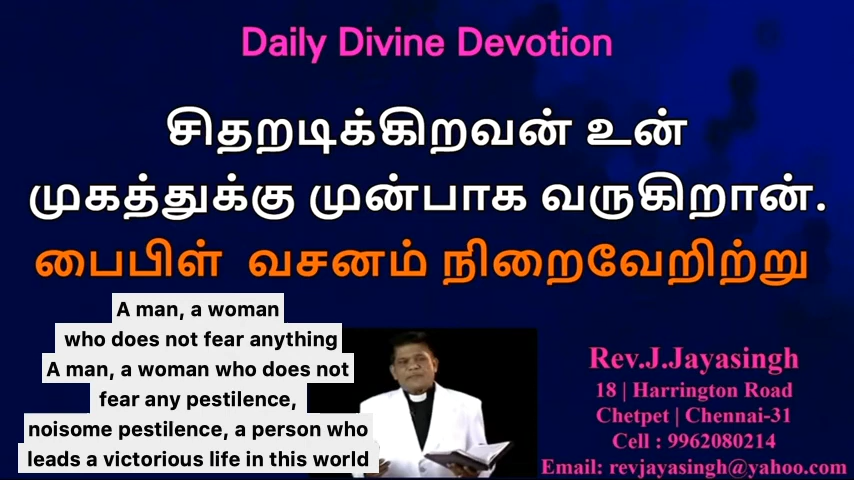 Daily Divine Devotion
சிதறடிக்கிறவன் உன்
முகத்துக்கு முன்பாக வருகிறான்.
பைபிள் வசனம் நிறைவேறிற்று
A man, a woman
who does not fear anything
A man, a woman who does not
fear any pestilence,
noisome pestilence, a person who
leads a victorious life in this world
Rev.J.Jayasingh
18 | Harrington Road
Chetpet | Chennai-31
Cell : 9962080214
Email: revjayasingh@yahoo.com